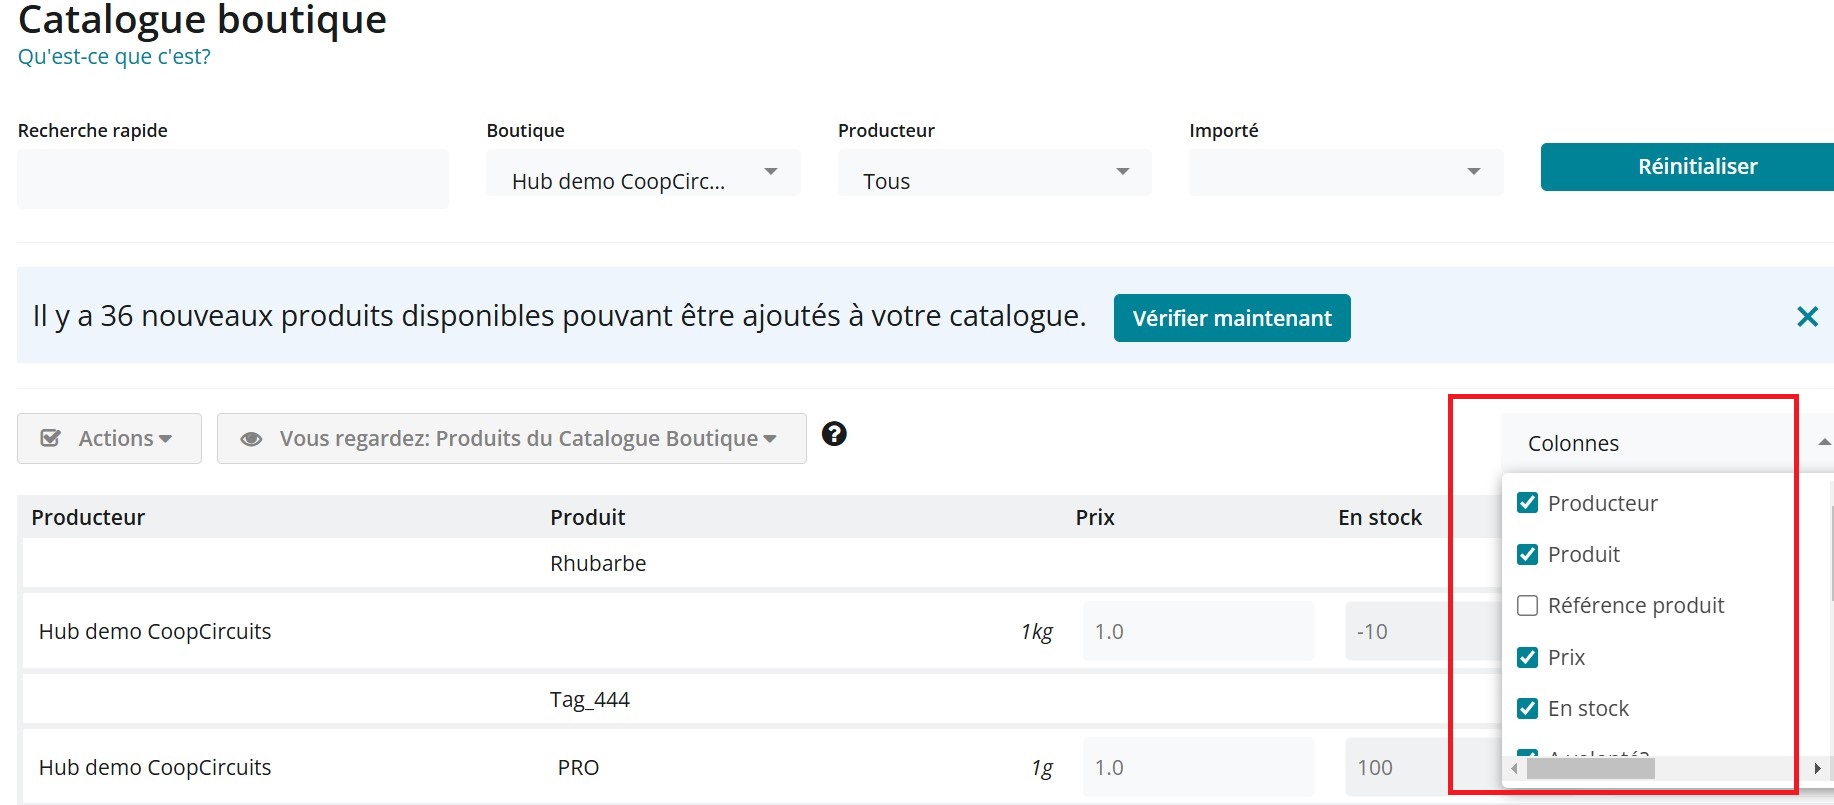 Catalogue boutique
Qu'est-ce que c'est?
Recherche rapide
Boutique
Producteur
Importé
Hub demo CoopCirc...
Tous
Réinitialiser
Il y a 36 nouveaux produits disponibles pouvant être ajoutés à votre catalogue.
Vérifier maintenant
Actions
Vous regardez: Produits du Catalogue Boutique
Colonnes
Producteur
Produit
Référence produit
Prix
En stock
Producteur Produit Prix En stock
Rhubarbe
Hub demo CoopCircuits 1kg 1.0 -10
Tag_444
Hub demo CoopCircuits PRO 1g 1.0 100